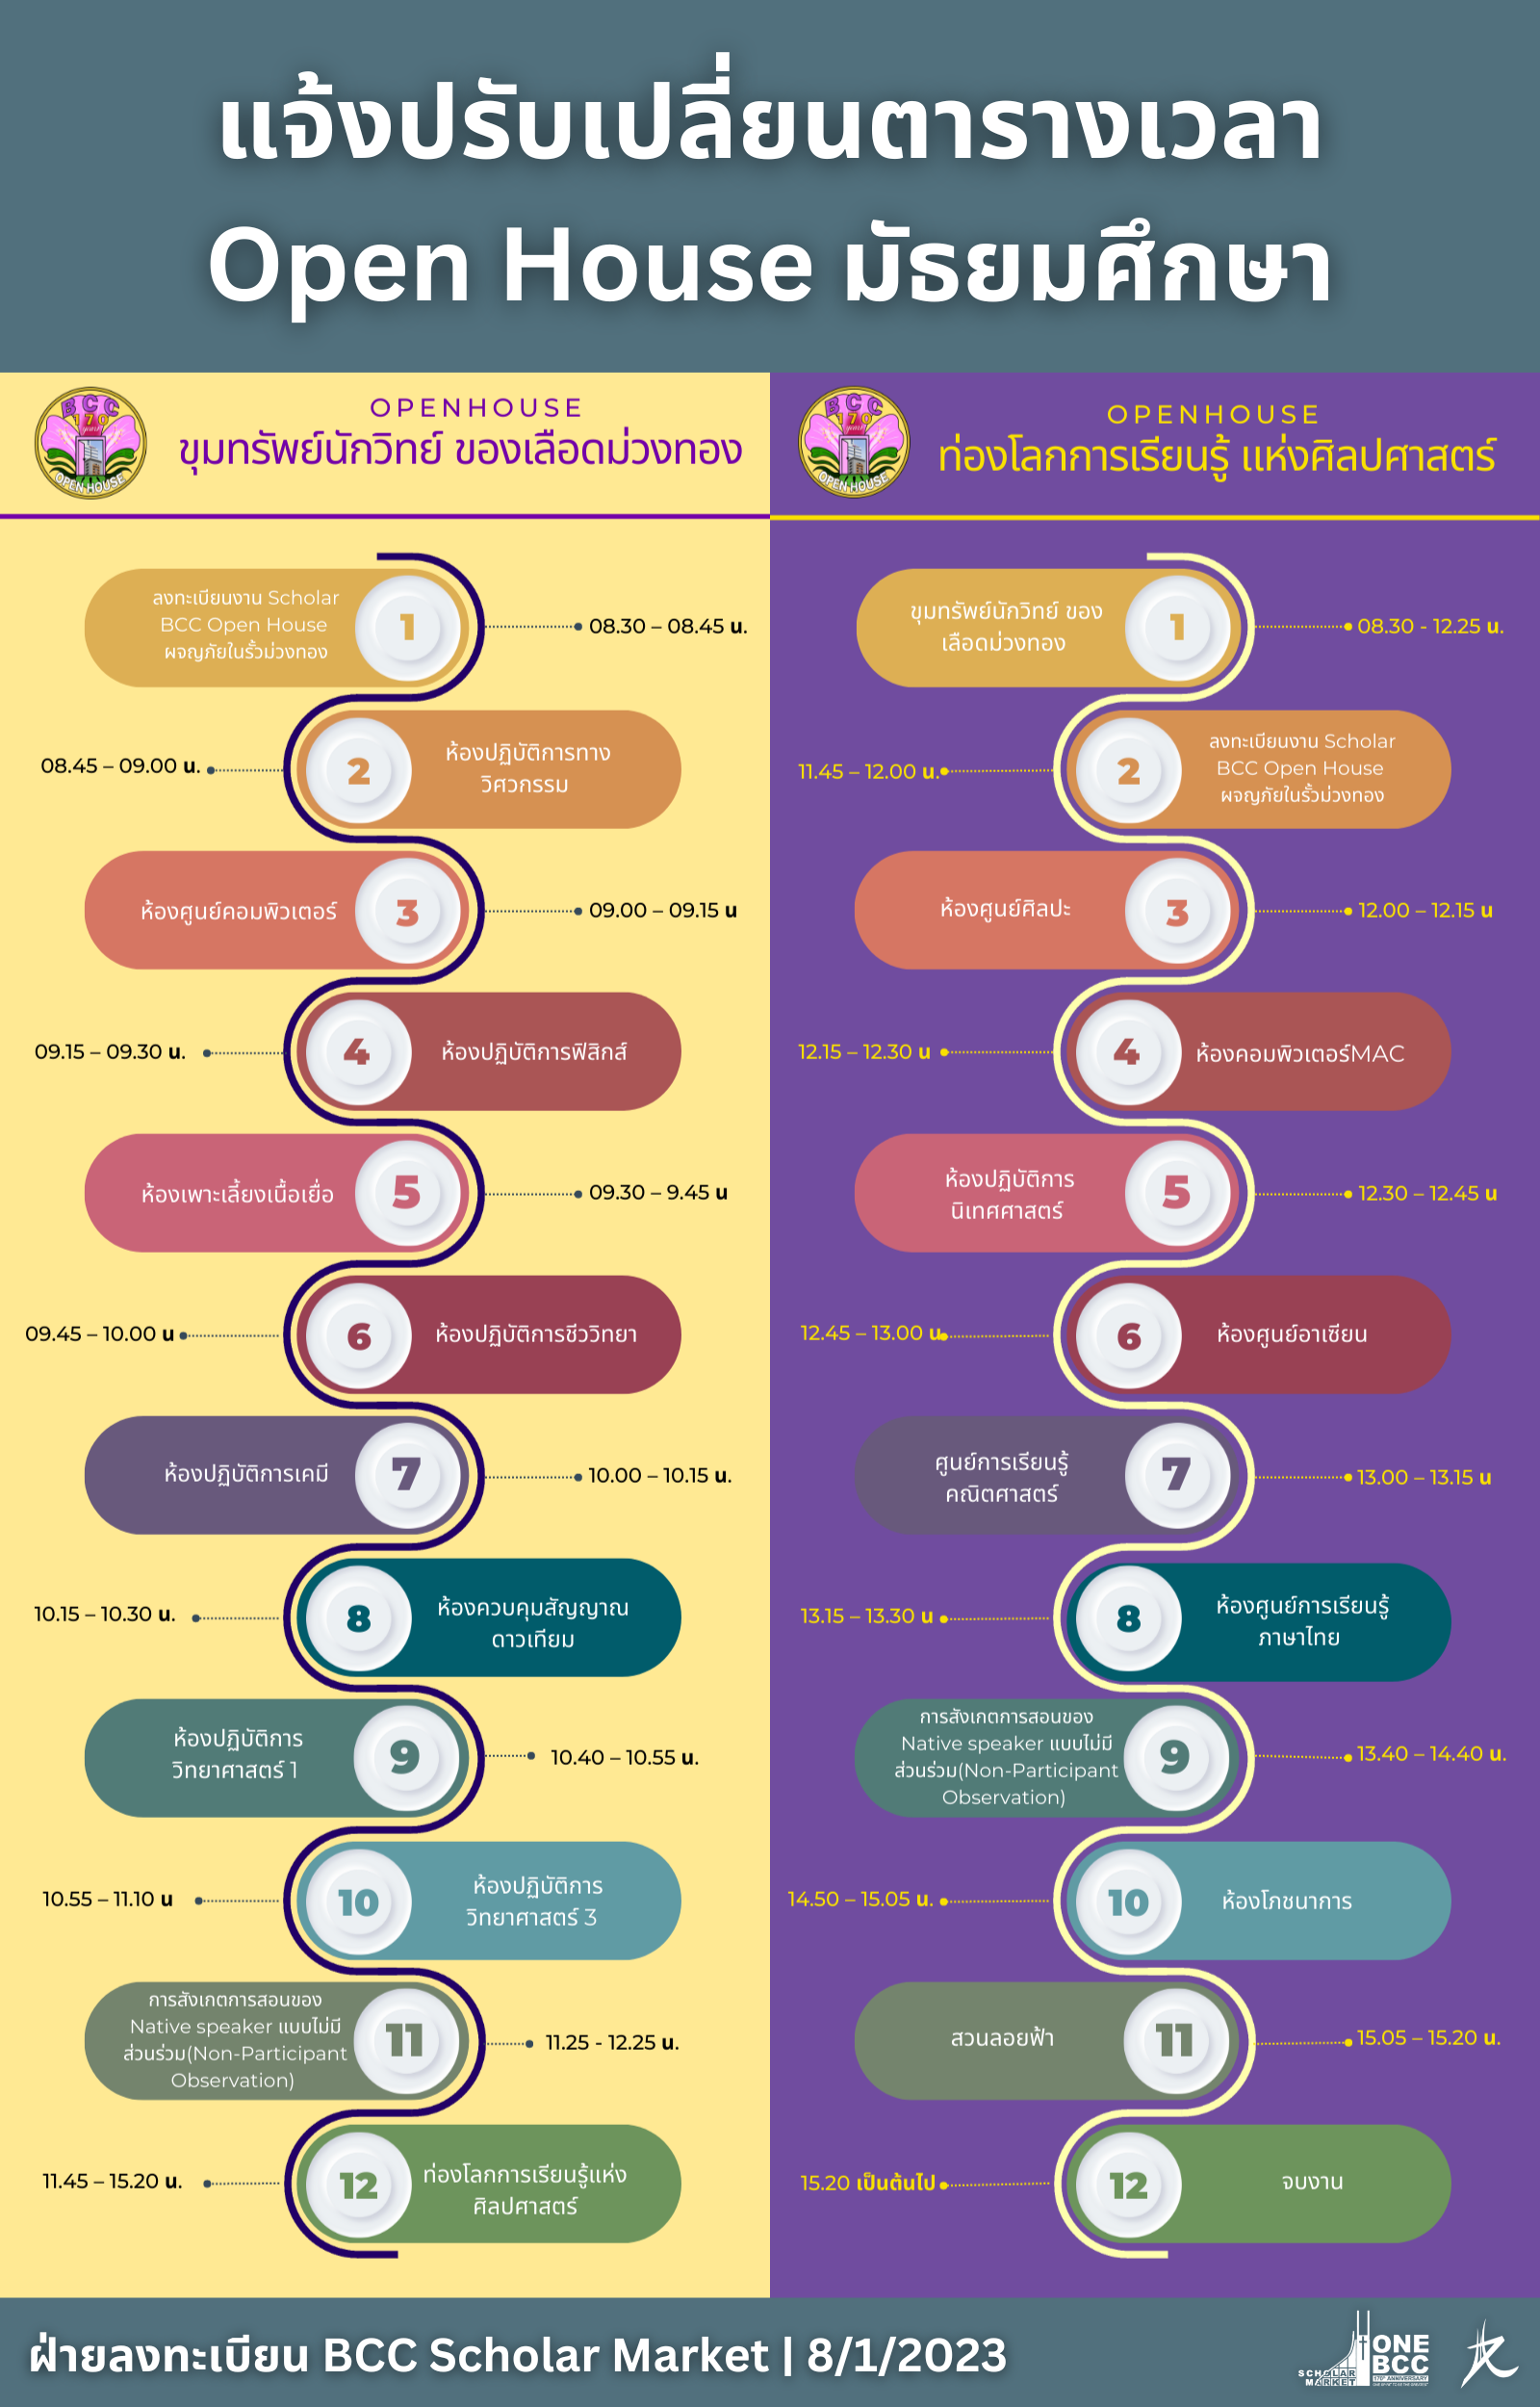 แจ้งปรับเปลี่ยนตารางเวลา
Open House มัธยมศึกษา
BCC
170
years
OPEN HOUSE
OPENHOUSE
ขุมทรัพย์นักวิทย์ ของเลือดม่วงทอง
ลงทะเบียนงาน Scholar
BCC Open House
ผจญภัยในรั้วม่วงทอง
1
08.30 – 08.45 น.
08.45 – 09.00 น.
2
ห้องปฏิบัติการทาง
วิศวกรรม
ห้องศูนย์คอมพิวเตอร์
3
09.00 – 09.15 น
09.15 – 09.30 น.
4
ห้องปฏิบัติการฟิสิกส์
ห้องเพาะเลี้ยงเนื้อเยื่อ
5
09.30 – 9.45 น
09.45 – 10.00 น
6
ห้องปฏิบัติการชีววิทยา
ห้องปฏิบัติการเคมี
7
10.00 – 10.15 น.
10.15 – 10.30 น.
8
ห้องควบคุมสัญญาณ
ดาวเทียม
ห้องปฏิบัติการ
วิทยาศาสตร์ 1
9
10.40 – 10.55 น.
10.55 – 11.10 น
10
ห้องปฏิบัติการ
วิทยาศาสตร์ 3
การสังเกตการสอนของ
Native speaker แบบไม่มี
ส่วนร่วม(Non-Participant
Observation)
11
11.25 - 12.25 น.
11.45 – 15.20 น.
12
ท่องโลกการเรียนรู้แห่ง
ศิลปศาสตร์
BCC
170
years
OPEN HOUSE
OPENHOUSE
ท่องโลกการเรียนรู้ แห่งศิลปศาสตร์
ขุมทรัพย์นักวิทย์ ของ
เลือดม่วงทอง
1
08.30 - 12.25 น.
11.45 – 12.00 น.
2
ลงทะเบียนงาน Scholar
BCC Open House
ผจญภัยในรั้วม่วงทอง
ห้องศูนย์ศิลปะ
3
12.00 – 12.15 น
12.15 – 12.30 น
4
ห้องคอมพิวเตอร์MAC
ห้องปฏิบัติการ
นิเทศศาสตร์
5
12.30 – 12.45 น
12.45 – 13.00 น
6
ห้องศูนย์อาเซียน
ศูนย์การเรียนรู้
คณิตศาสตร์
7
13.00 – 13.15 น
13.15 – 13.30 น
8
ห้องศูนย์การเรียนรู้
ภาษาไทย
การสังเกตการสอนของ
Native speaker แบบไม่มี
ส่วนร่วม(Non-Participant
Observation)
9
13.40 – 14.40 น.
14.50 – 15.05 น.
10
ห้องโภชนาการ
สวนลอยฟ้า
11
15.05 – 15.20 น.
15.20 เป็นต้นไป
12
จบงาน
ฝ่ายลงทะเบียน BCC Scholar Market | 8/1/2023
SCHOLAR
MARKET
ONE
BCC
170th ANNIVERSARY